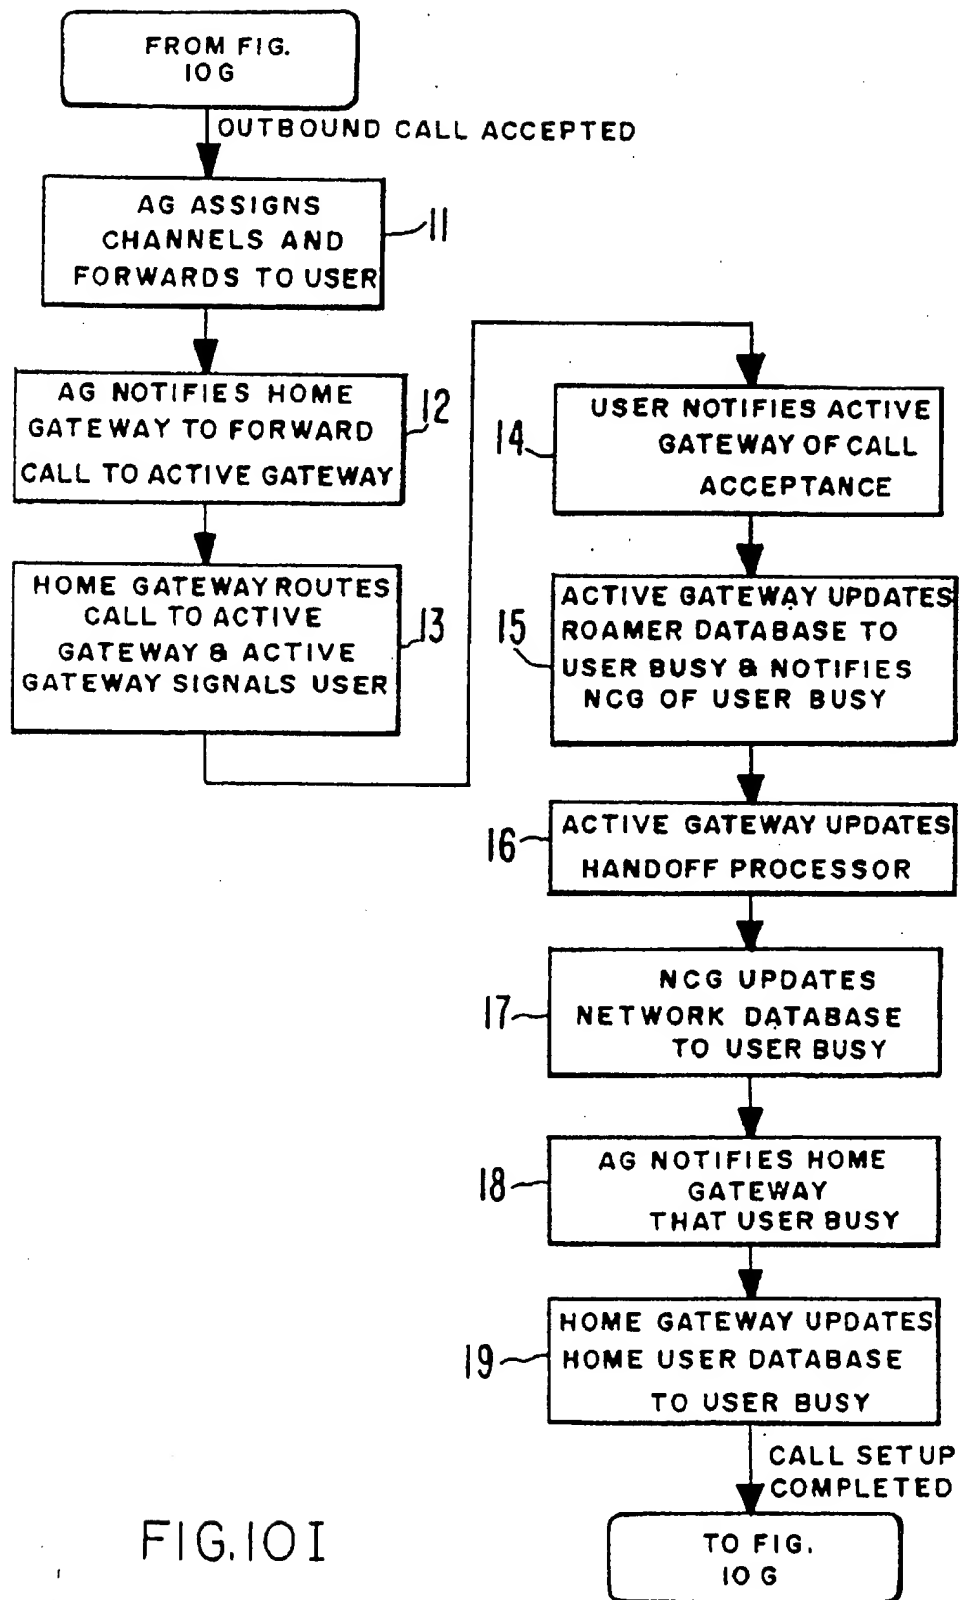 FROM FIG.
10G
OUTBOUND CALL ACCEPTED
AG ASSIGNS
CHANNELS AND
FORWARDS TO USER
11
AG NOTIFIES HOME
GATEWAY TO FORWARD
CALL TO ACTIVE GATEWAY
12
HOME GATEWAY ROUTES
CALL TO ACTIVE
GATEWAY & ACTIVE
GATEWAY SIGNALS USER
13
USER NOTIFIES ACTIVE
GATEWAY OF CALL
ACCEPTANCE
14
ACTIVE GATEWAY UPDATES
ROAMER DATABASE TO
USER BUSY & NOTIFIES
NCG OF USER BUSY
15
ACTIVE GATEWAY UPDATES
HANDOFF PROCESSOR
16
NCG UPDATES
NETWORK DATABASE
TO USER BUSY
17
AG NOTIFIES HOME
GATEWAY
THAT USER BUSY
18
HOME GATEWAY UPDATES
HOME USER DATABASE
TO USER BUSY
19
CALL SETUP
COMPLETED
TO FIG.
10G
FIG.10I